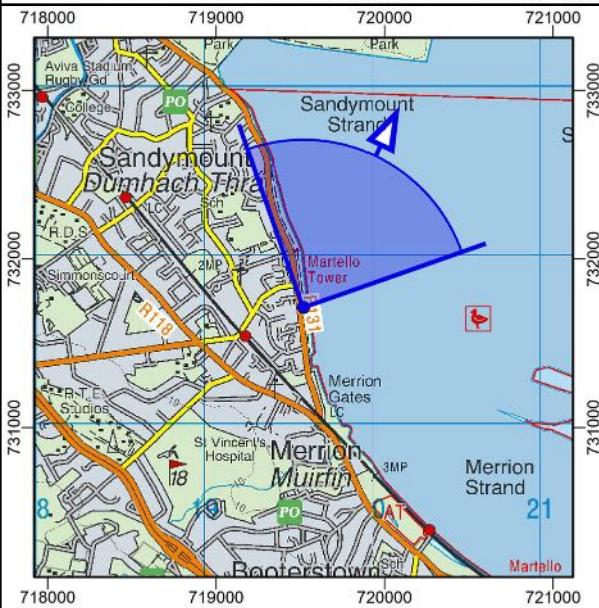 718000 719000 720000 721000
733000
732000
731000
733000
732000
731000
Park
Park
Aviva Stadium
Rugby Gd
College
PO
Sandymount
Strand
S
Sandymount
Dumhach Thrá
Sch
R.D.S
LC
2MP
Simmonscourt
Martello
Tower
R131
R118
Merrion
Gates
LC
R.T.E.
Studios
St Vincent's
Hospital
Merrion
Muirfin
3MP
Merrion
Strand
18
10
8
19
PO
10
AT
21
Booterstown
Sch
Martello
718000 719000 720000 721000